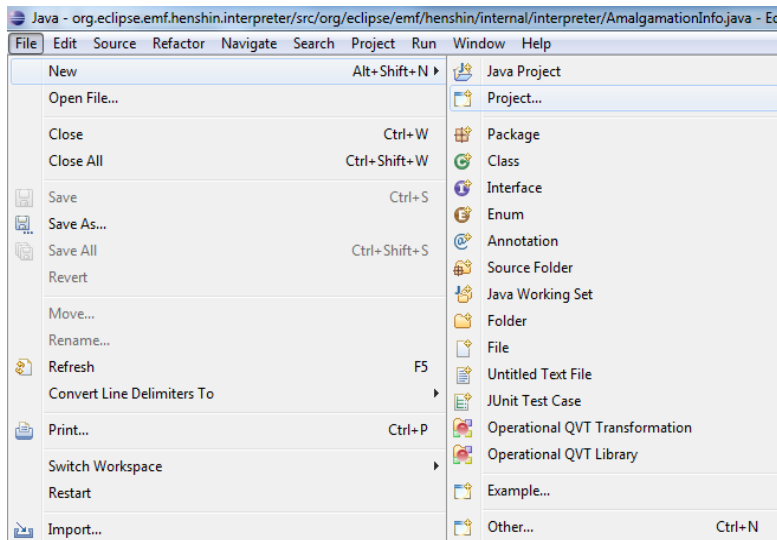 Java - org.eclipse.emf.henshin.interpreter/src/org/eclipse/emf/henshin/internal/interpreter/AmalgamationInfo.java - Ec
File Edit Source Refactor Navigate Search Project Run Window Help
New Alt+Shift+N
Open File...
Close Ctrl+W
Close All Ctrl+Shift+W
Save Ctrl+S
Save As...
Save All Ctrl+Shift+S
Revert
Move...
Rename...
Refresh F5
Convert Line Delimiters To
Print... Ctrl+P
Switch Workspace
Restart
Import...
Java Project
Project...
Package
Class
Interface
Enum
Annotation
Source Folder
Java Working Set
Folder
File
Untitled Text File
JUnit Test Case
Operational QVT Transformation
Operational QVT Library
Example...
Other... Ctrl+N